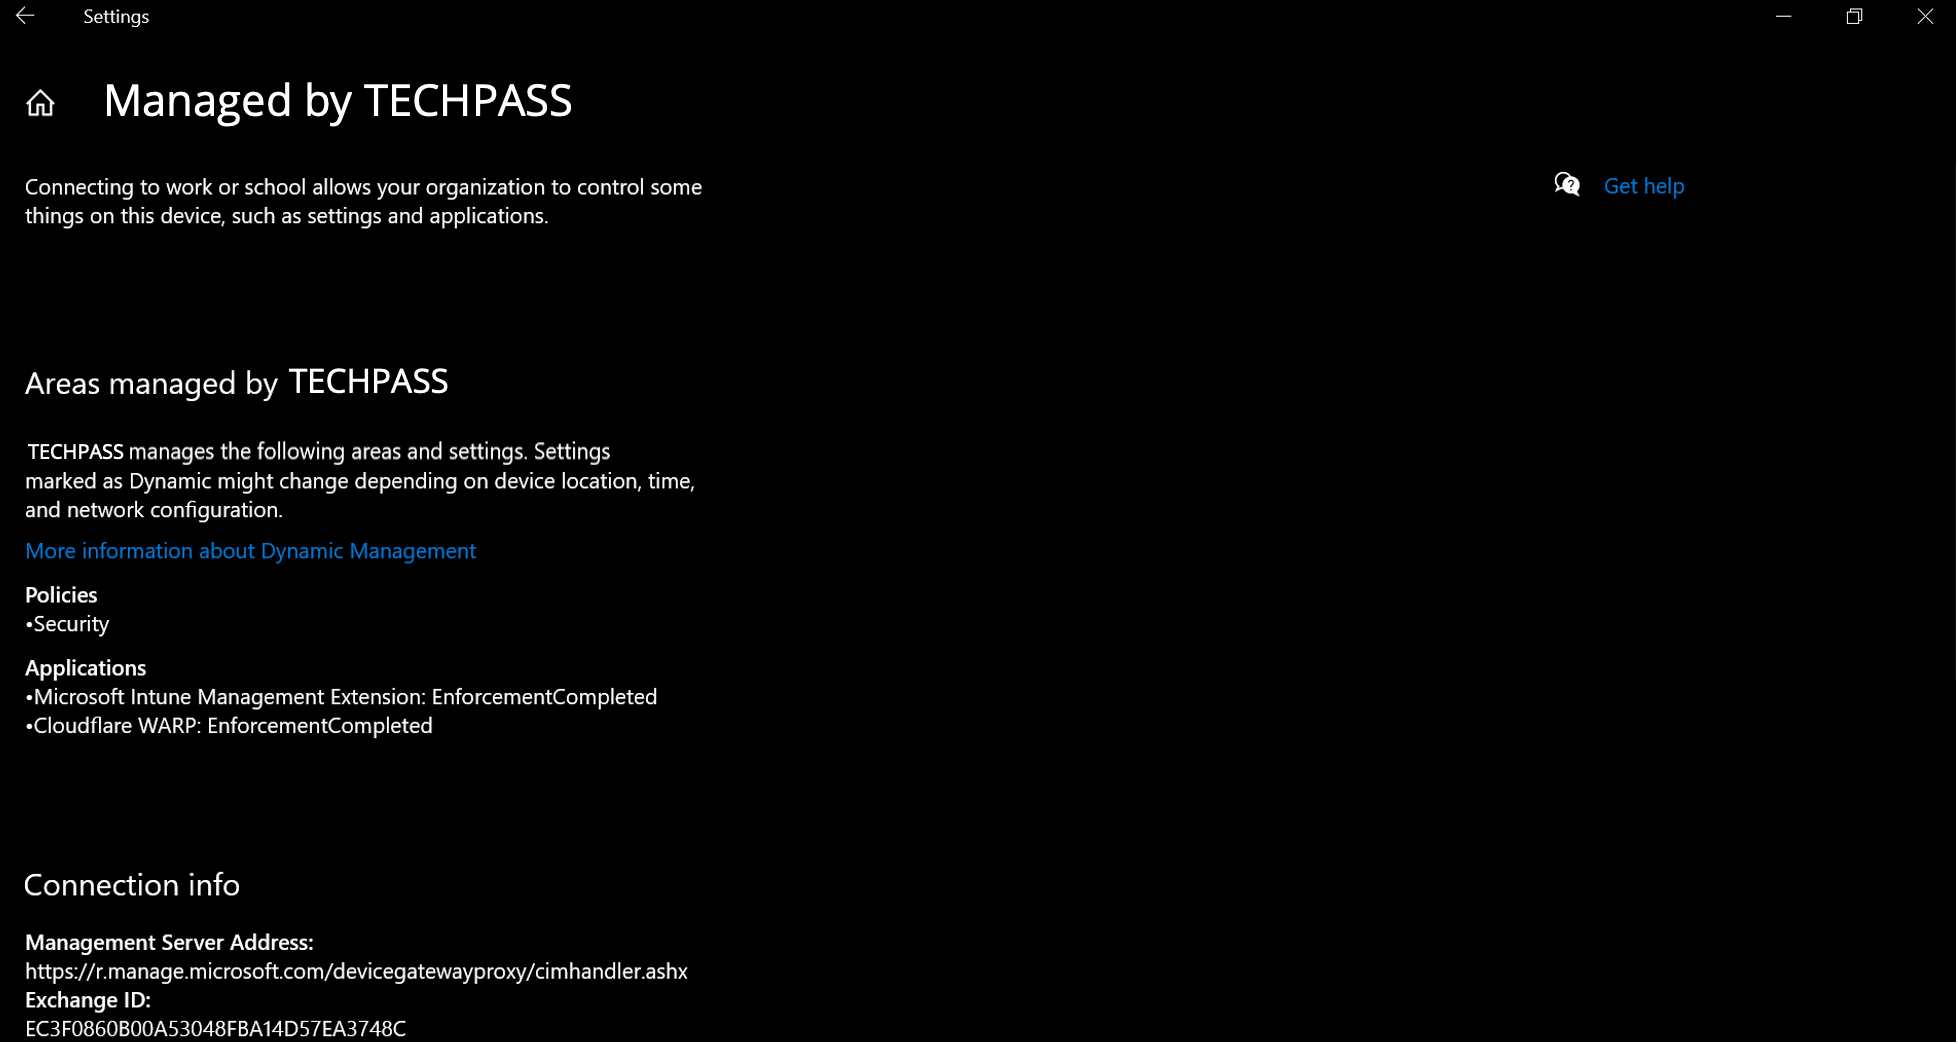 Settings
Managed by TECHPASS
Connecting to work or school allows your organization to control some
things on this device, such as settings and applications.
Get help
Areas managed by TECHPASS
TECHPASS manages the following areas and settings. Settings
marked as Dynamic might change depending on device location, time,
and network configuration.
More information about Dynamic Management
Policies
•Security
Applications
•Microsoft Intune Management Extension: EnforcementCompleted
•Cloudflare WARP: EnforcementCompleted
Connection info
Management Server Address:
https://r.manage.microsoft.com/devicegatewayproxy/cimhandler.ashx
Exchange ID:
EC3F0860B00A53048FBA14D57EA3748C